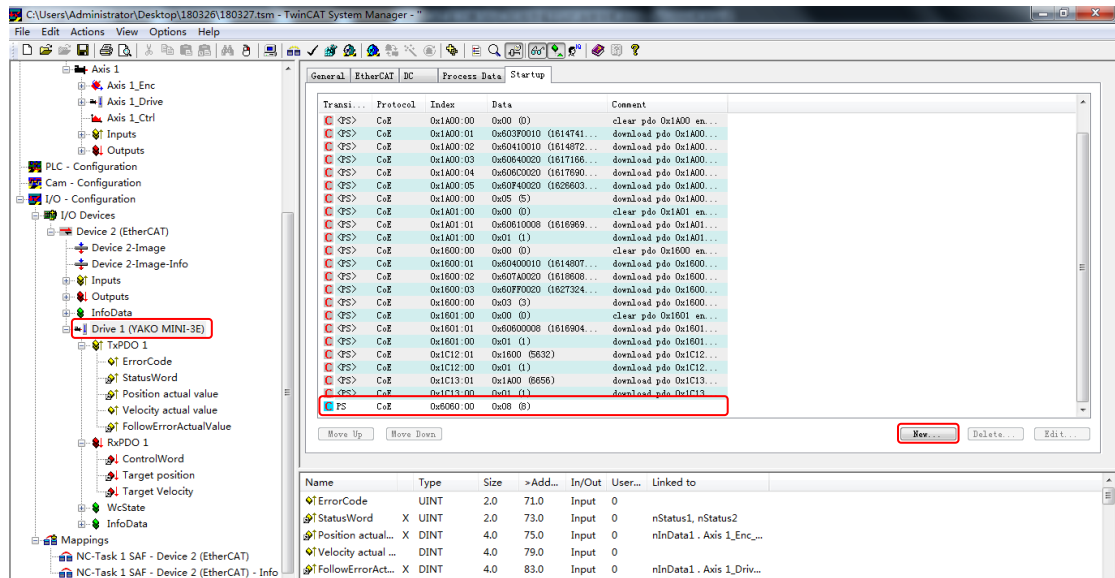 C:\Users\Administrator\Desktop\180326\180327.tsm - TwinCAT System Manager - "
File Edit Actions View Options Help
Axis 1
Axis 1_Enc
Axis 1_Drive
Axis 1_Ctrl
Inputs
Outputs
PLC - Configuration
Cam - Configuration
I/O - Configuration
I/O Devices
Device 2 (EtherCAT)
Device 2-Image
Device 2-Image-Info
Inputs
Outputs
InfoData
Drive 1 (YAKO MINI-3E)
TxPDO 1
ErrorCode
StatusWord
Position actual value
Velocity actual value
FollowErrorActualValue
RxPDO 1
ControlWord
Target position
Target Velocity
WcState
InfoData
Mappings
NC-Task 1 SAF - Device 2 (EtherCAT)
NC-Task 1 SAF - Device 2 (EtherCAT) - Info
General EtherCAT DC Process Data Startup
Transi... Protocol Index Data Comment
C <PS> CoE 0x1A00:00 0x00 (0) clear pdo 0x1A00 en...
C <PS> CoE 0x1A00:01 0x603F0010 (1614741... download pdo 0x1A00...
C <PS> CoE 0x1A00:02 0x60410010 (1614872... download pdo 0x1A00...
C <PS> CoE 0x1A00:03 0x60640020 (1617166... download pdo 0x1A00...
C <PS> CoE 0x1A00:04 0x606C0020 (1617690... download pdo 0x1A00...
C <PS> CoE 0x1A00:05 0x60F40020 (1626603... download pdo 0x1A00...
C <PS> CoE 0x1A00:00 0x05 (5) download pdo 0x1A00...
C <PS> CoE 0x1A01:00 0x00 (0) clear pdo 0x1A01 en...
C <PS> CoE 0x1A01:01 0x60610008 (1616969... download pdo 0x1A01...
C <PS> CoE 0x1A01:00 0x01 (1) download pdo 0x1A01...
C <PS> CoE 0x1600:00 0x00 (0) clear pdo 0x1600 en...
C <PS> CoE 0x1600:01 0x60400010 (1614807... download pdo 0x1600...
C <PS> CoE 0x1600:02 0x607A0020 (1618608... download pdo 0x1600...
C <PS> CoE 0x1600:03 0x60FF0020 (1627324... download pdo 0x1600...
C <PS> CoE 0x1600:00 0x03 (3) download pdo 0x1600...
C <PS> CoE 0x1601:00 0x00 (0) clear pdo 0x1601 en...
C <PS> CoE 0x1601:01 0x60600008 (1616904... download pdo 0x1601...
C <PS> CoE 0x1601:00 0x01 (1) download pdo 0x1601...
C <PS> CoE 0x1C12:01 0x1600 (5632) download pdo 0x1C12...
C <PS> CoE 0x1C12:00 0x01 (1) download pdo 0x1C12...
C <PS> CoE 0x1C13:01 0x1A00 (6656) download pdo 0x1C13...
C <PS> CoE 0x1C13:00 0x01 (1) download pdo 0x1C13...
C PS CoE 0x6060:00 0x08 (8)
Move Up Move Down New... Delete... Edit...
Name Type Size >Add... In/Out User... Linked to
ErrorCode UINT 2.0 71.0 Input 0
StatusWord X UINT 2.0 73.0 Input 0 nStatus1, nStatus2
Position actual... X DINT 4.0 75.0 Input 0 nInData1 . Axis 1_Enc_...
Velocity actual ... DINT 4.0 79.0 Input 0
FollowErrorAct... X DINT 4.0 83.0 Input 0 nInData1 . Axis 1_Driv...